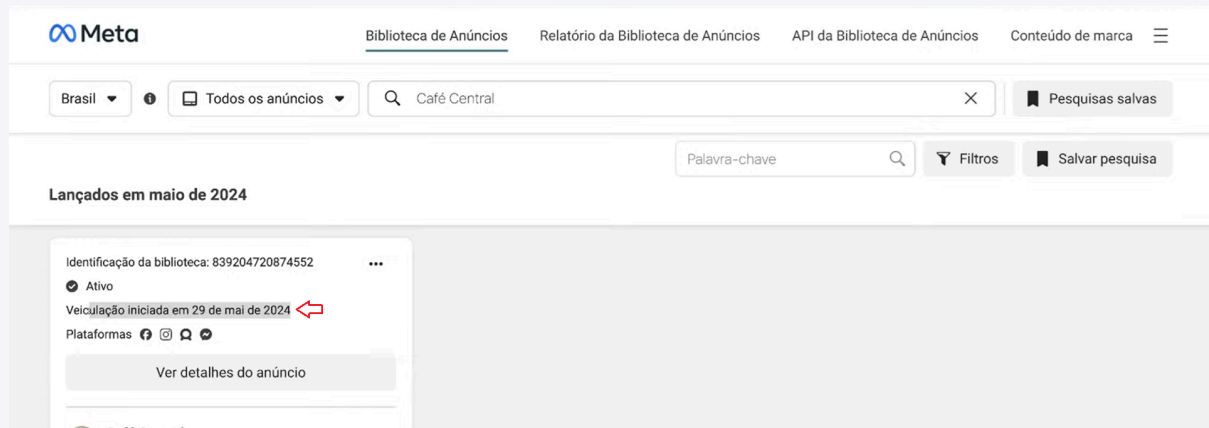 Meta
Biblioteca de Anúncios Relatório da Biblioteca de Anúncios API da Biblioteca de Anúncios Conteúdo de marca
Brasil Todos os anúncios Café Central Pesquisas salvas
Palavra-chave Filtros Salvar pesquisa
Lançados em maio de 2024
Identificação da biblioteca: 839204720874552
Ativo
Veiculação iniciada em 29 de mai de 2024
Plataformas
Ver detalhes do anúncio